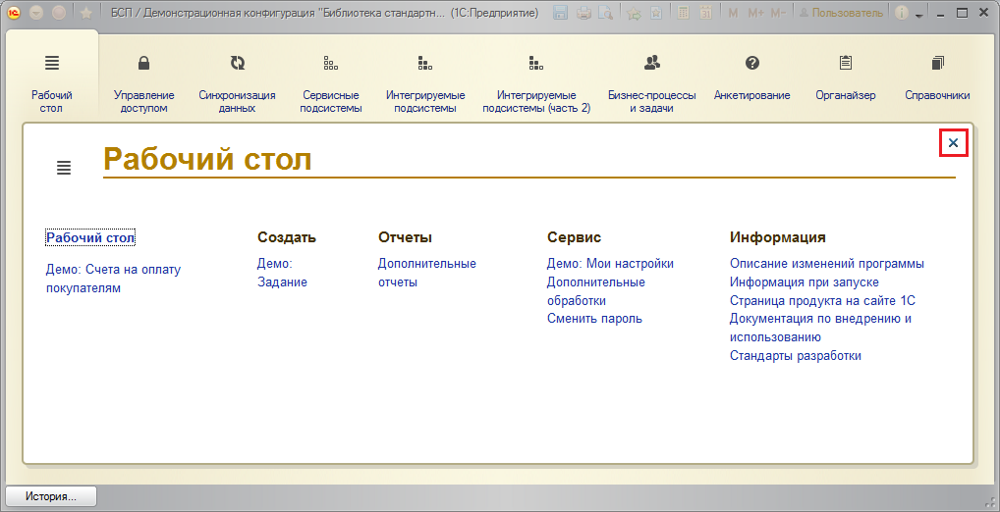 1С БСП / Демонстрационная конфигурация "Библиотека стандартн... (1С:Предприятие) 31 M M+ M- Пользователь
Рабочий стол
Управление доступом
Синхронизация данных
Сервисные подсистемы
Интегрируемые подсистемы
Интегрируемые подсистемы (часть 2)
Бизнес-процессы и задачи
Анкетирование
Органайзер
Справочники
Рабочий стол
Рабочий стол
Демо: Счета на оплату
покупателям
Создать
Демо:
Задание
Отчеты
Дополнительные
отчеты
Сервис
Демо: Мои настройки
Дополнительные
обработки
Сменить пароль
Информация
Описание изменений программы
Информация при запуске
Страница продукта на сайте 1С
Документация по внедрению и
использованию
Стандарты разработки
История...